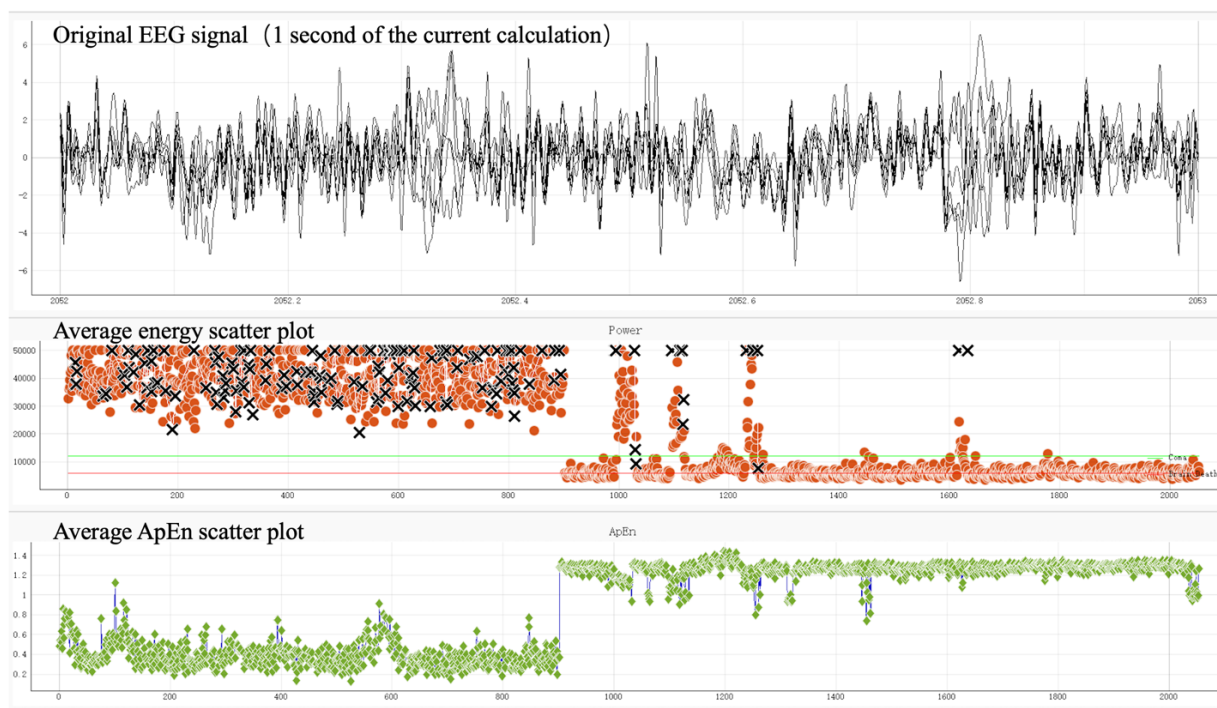 Original EEG signal（1 second of the current calculation）
6
4
2
0
-2
-4
-6
2052 2052.2 2052.4 2052.6 2052.8 2053
Average energy scatter plot
Power
50000
40000
30000
20000
10000
Coma
0 200 400 600 800 1000 1200 1400 1600 1800 2000
Average ApEn scatter plot
ApEn
1.4
1.2
1
0.8
0.6
0.4
0.2
0 200 400 600 800 1000 1200 1400 1600 1800 2000